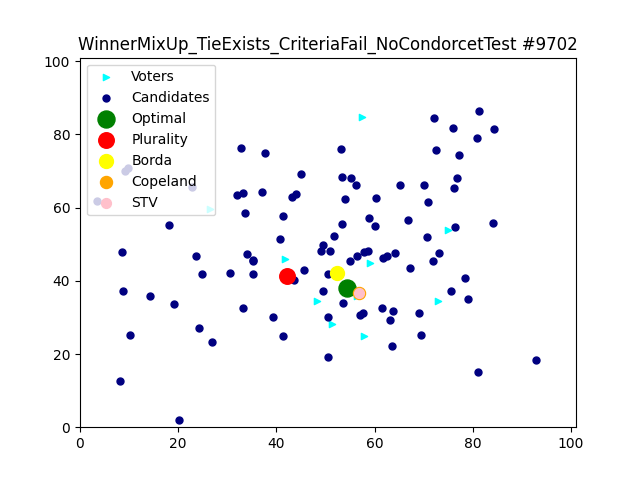 WinnerMixUp_TieExists_CriteriaFail_NoCondorcetTest #9702
Voters
Candidates
Optimal
Plurality
Borda
Copeland
STV
100
80
60
40
20
0
0 20 40 60 80 100